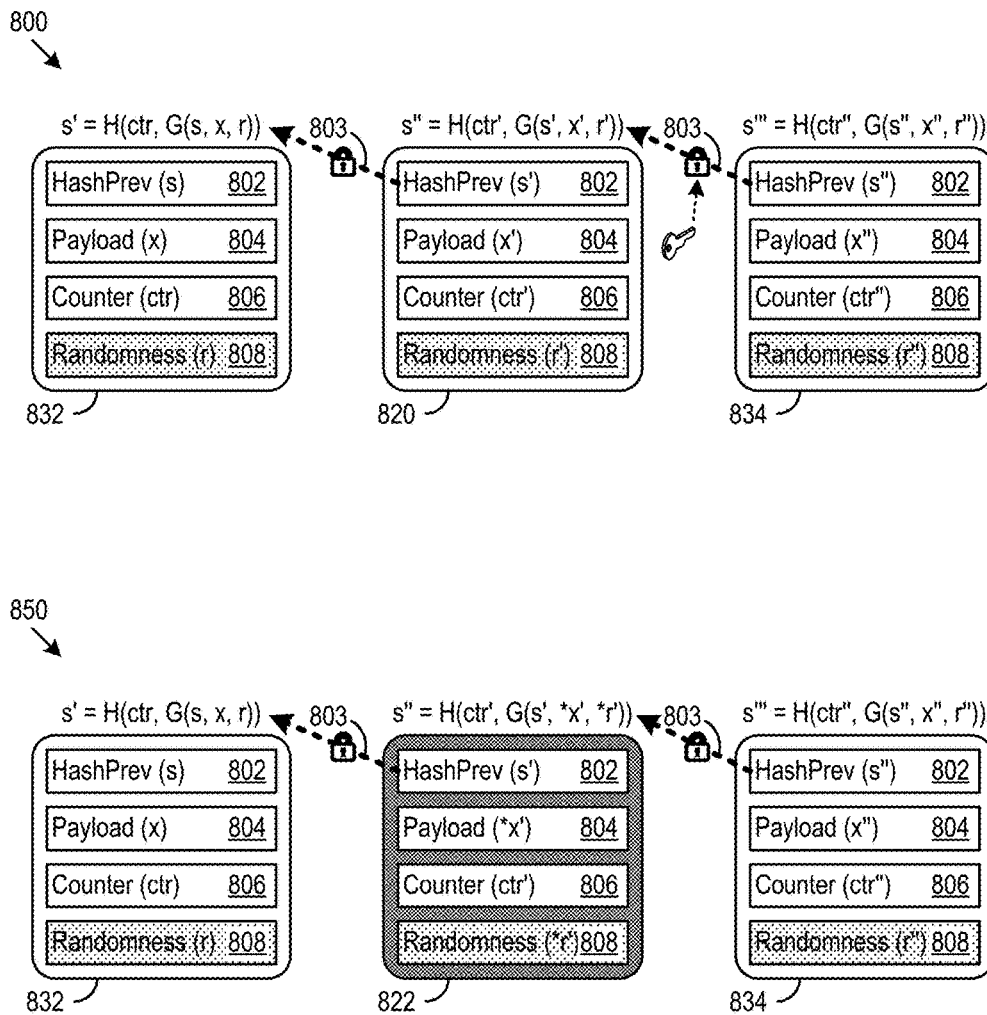 800
s' = H(ctr, G(s, x, r)) 803 s" = H(ctr', G(s', x', r')) 803 s"' = H(ctr", G(s", x", r"))
HashPrev (s) 802 HashPrev (s') 802 HashPrev (s") 802
Payload (x) 804 Payload (x') 804 Payload (x") 804
Counter (ctr) 806 Counter (ctr') 806 Counter (ctr") 806
Randomness (r) 808 Randomness (r') 808 Randomness (r") 808
832 820 834
850
s' = H(ctr, G(s, x, r)) 803 s" = H(ctr', G(s', *x', *r')) 803 s"' = H(ctr", G(s", x", r"))
HashPrev (s) 802 HashPrev (s') 802 HashPrev (s") 802
Payload (x) 804 Payload (*x') 804 Payload (x") 804
Counter (ctr) 806 Counter (ctr') 806 Counter (ctr") 806
Randomness (r) 808 Randomness (*r') 808 Randomness (r") 808
832 822 834